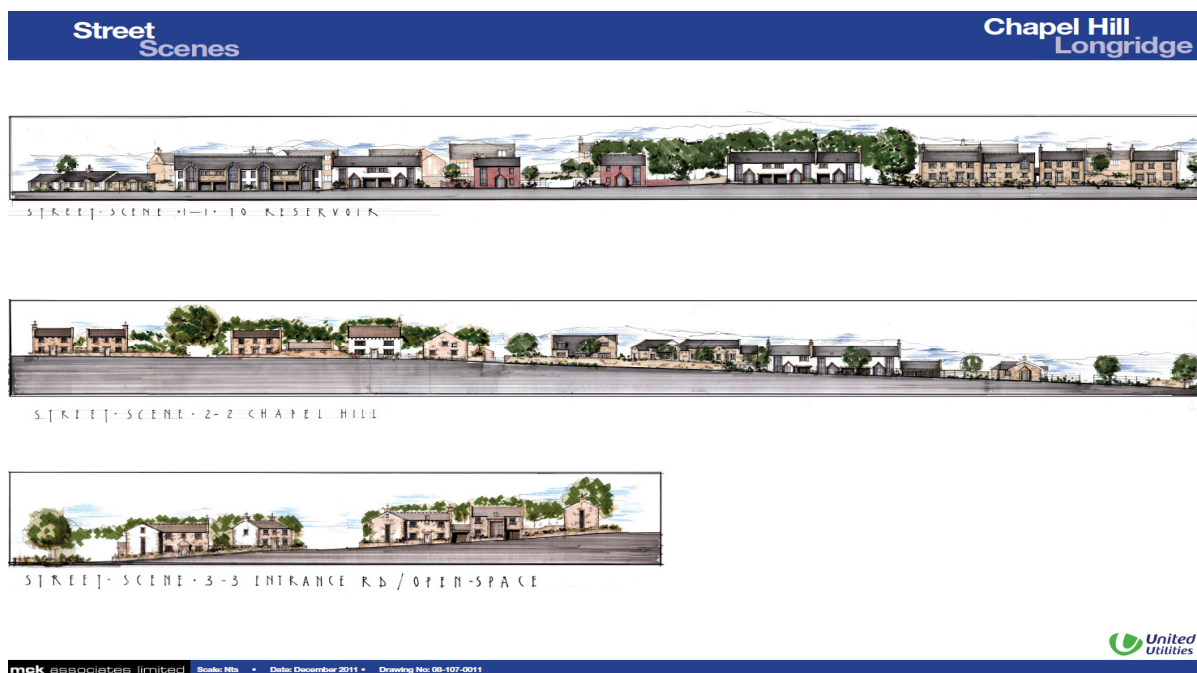 Street
Scenes
Chapel Hill
Longridge
STREET·SCENE·1-1·TO RESERVOIR
STREET·SCENE·2-2 CHAPEL HILL
STREET·SCENE·3-3 ENTRANCE RD/OPEN-SPACE
United
Utilities
mck associates limited Scale: Nts • Date: December 2011 • Drawing No: 08-107-0011